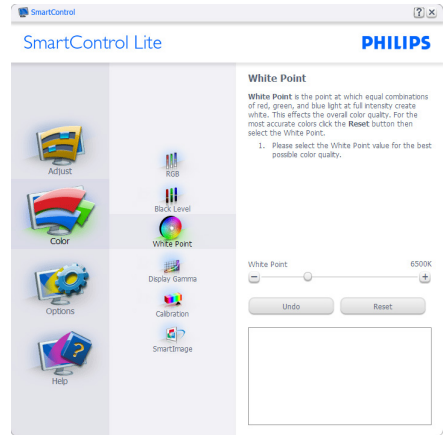 SmartControl
SmartControl Lite
PHILIPS
Adjust
Color
Options
Help
RGB
Black Level
White Point
Display Gamma
Calibration
SmartImage
White Point
White Point is the point at which equal combinations
of red, green, and blue light at full intensity create
white. This effects the overall color quality. For the
most accurate colors click the Reset button then
select the White Point.
1. Please select the White Point value for the best
possible color quality.
White Point 6500K
Undo Reset